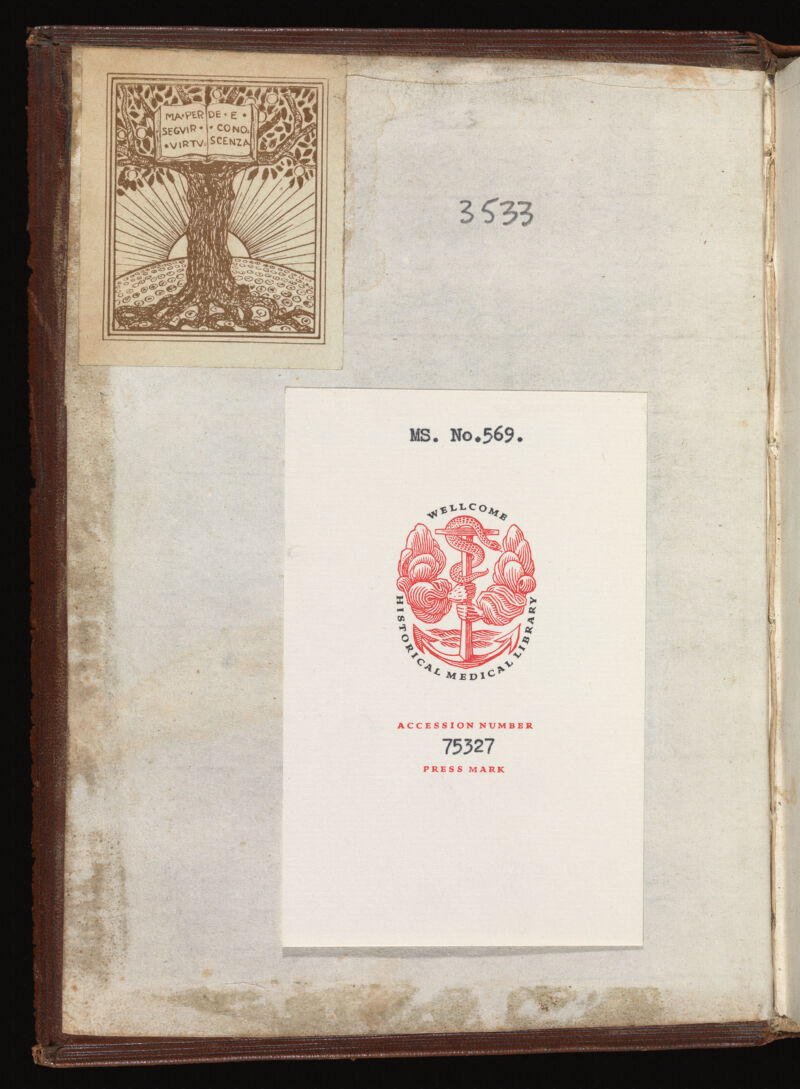 MA•PER DE • E •
SEGVIR • • CONO
• VIRTV SCENZA
3533
MS. No.569.
WELLCOME
HISTORICAL MEDICAL LIBRARY
ACCESSION NUMBER
75327
PRESS MARK